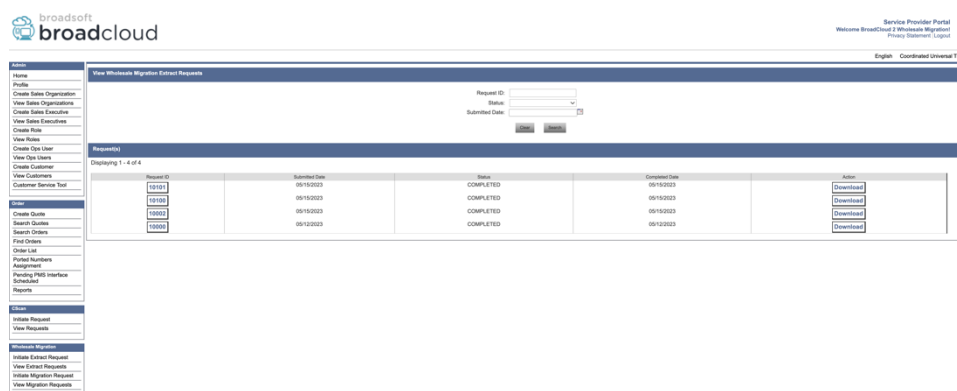 broadsoft
broadcloud
Service Provider Portal
Welcome BroadCloud 2 Wholesale Migration!
Privacy Statement Logout
English Coordinated Universal T
Admin
Home
Profile
Create Sales Organization
View Sales Organizations
Create Sales Executive
View Sales Executives
Create Role
View Roles
Create Ops User
View Ops Users
Create Customer
View Customers
Customer Service Tool
Order
Create Quote
Search Quotes
Search Orders
Find Orders
Order List
Ported Numbers
Assignment
Pending PMS Interface
Scheduled
Reports
CScan
Initiate Request
View Requests
Wholesale Migration
Initiate Extract Request
View Extract Requests
Initiate Migration Request
View Migration Requests
View Wholesale Migration Extract Requests
Request ID:
Status:
Submitted Date:
Clear Search
Request(s)
Displaying 1 - 4 of 4
Request ID Submitted Date Status Completed Date Action
10101 05/15/2023 COMPLETED 05/15/2023 Download
10100 05/15/2023 COMPLETED 05/15/2023 Download
10002 05/15/2023 COMPLETED 05/15/2023 Download
10000 05/12/2023 COMPLETED 05/12/2023 Download